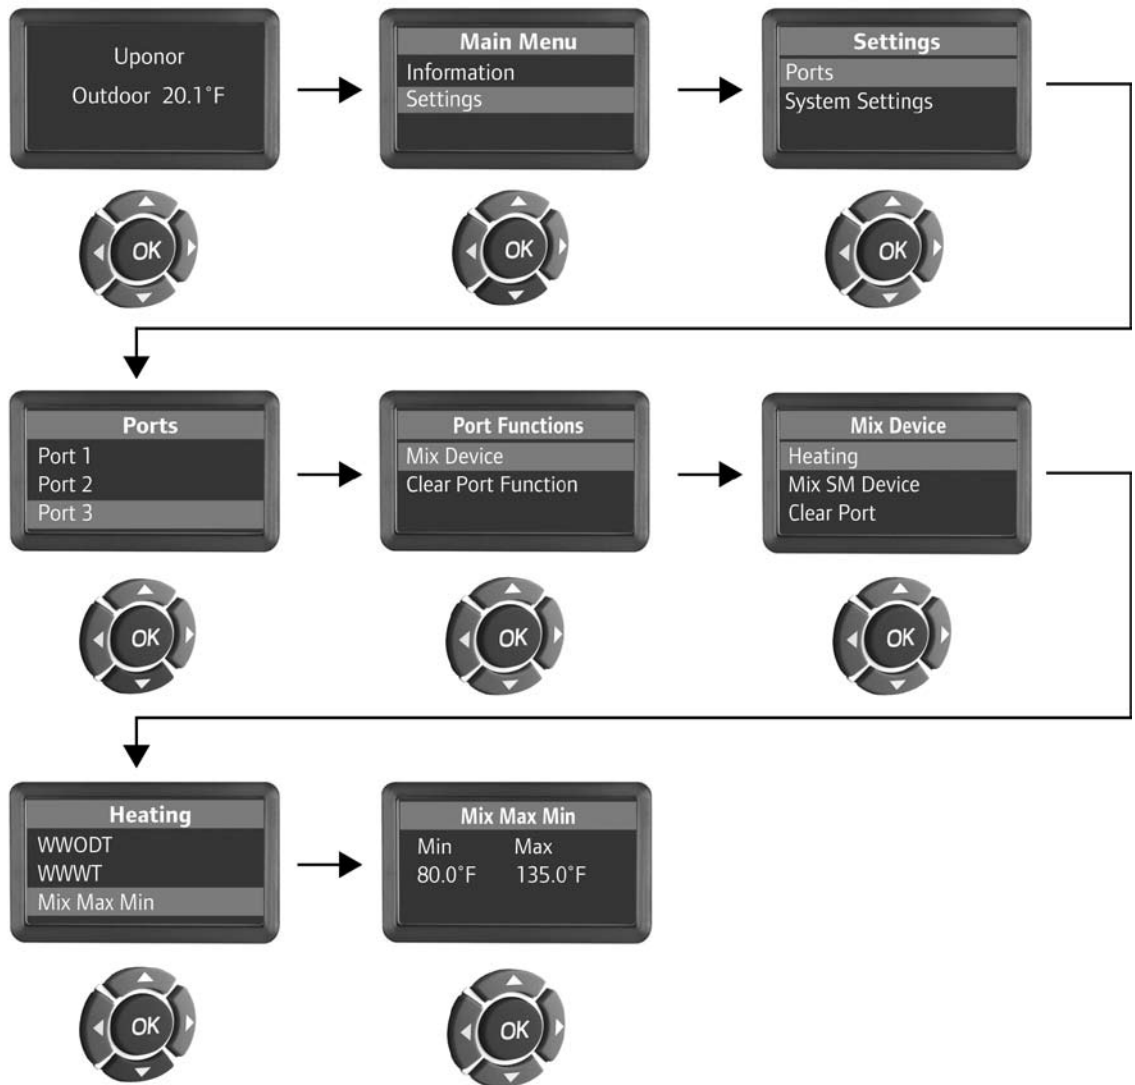 Uponor
Outdoor 20.1°F
Main Menu
Information
Settings
Settings
Ports
System Settings
OK
OK
OK
Ports
Port 1
Port 2
Port 3
Port Functions
Mix Device
Clear Port Function
Mix Device
Heating
Mix SM Device
Clear Port
OK
OK
OK
Heating
WWODT
WWWT
Mix Max Min
Mix Max Min
Min Max
80.0°F 135.0°F
OK
OK